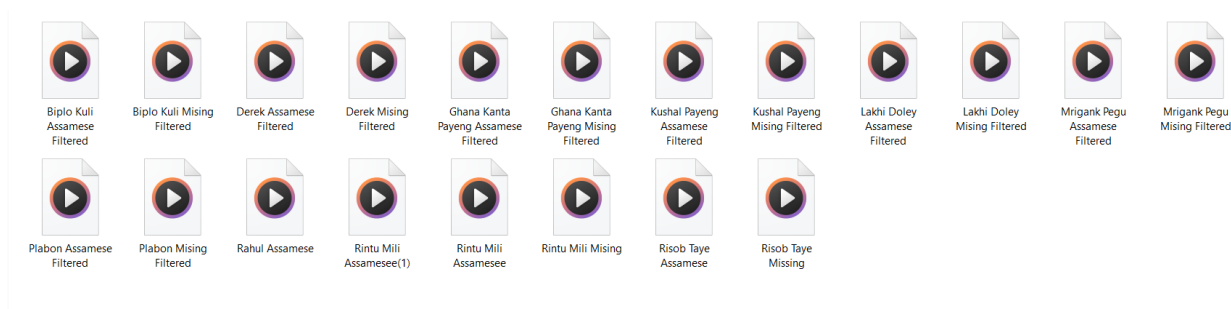 Biplo Kuli
Assamese
Filtered
Biplo Kuli Mising
Filtered
Derek Assamese
Filtered
Derek Mising
Filtered
Ghana Kanta
Payeng Assamese
Filtered
Ghana Kanta
Payeng Mising
Filtered
Kushal Payeng
Assamese
Filtered
Kushal Payeng
Mising Filtered
Lakhi Doley
Assamese
Filtered
Lakhi Doley
Mising Filtered
Mrigank Pegu
Assamese
Filtered
Mrigank Pegu
Mising Filtered
Plabon Assamese
Filtered
Plabon Mising
Filtered
Rahul Assamese
Rintu Mili
Assamesee(1)
Rintu Mili
Assamesee
Rintu Mili Mising
Risob Taye
Assamese
Risob Taye
Missing